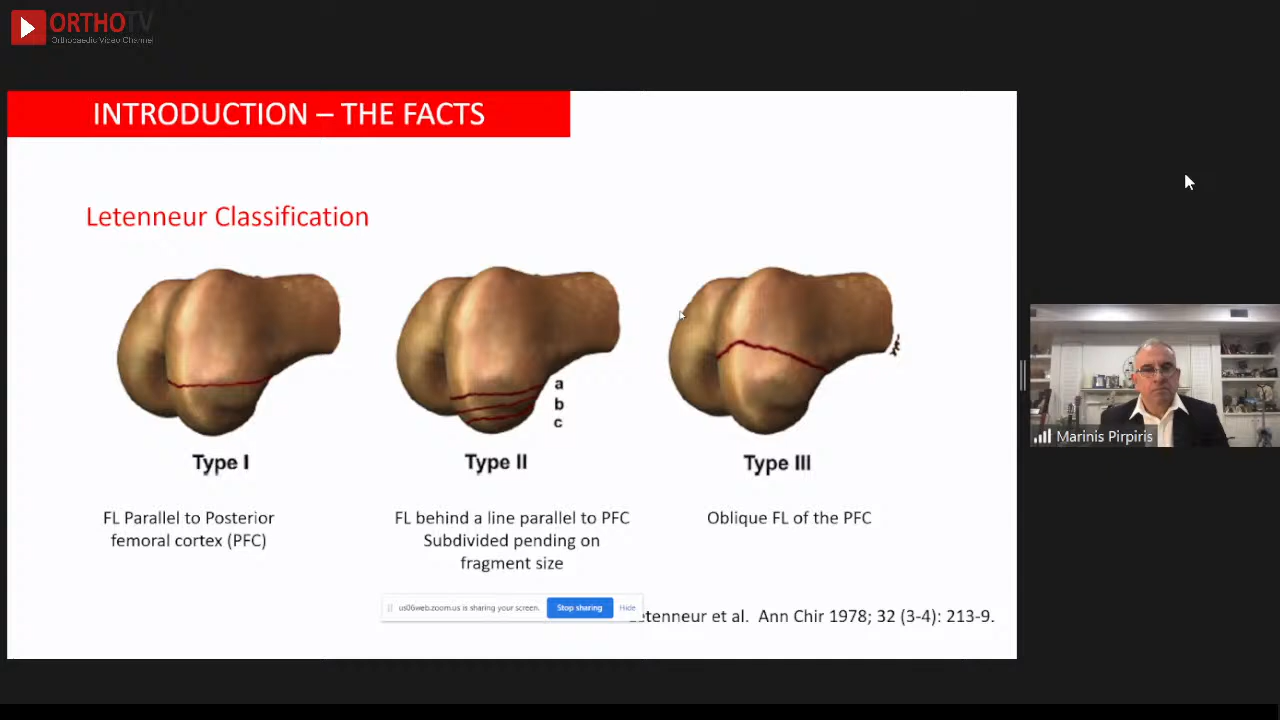 ORTHOTV
Orthopaedic Video Channel
INTRODUCTION – THE FACTS
Letenneur Classification
a
b
c
Type I
Type II
Type III
FL Parallel to Posterior
femoral cortex (PFC)
FL behind a line parallel to PFC
Subdivided pending on
fragment size
Oblique FL of the PFC
us06web.zoom.us is sharing your screen.
Stop sharing
Hide
Letenneur et al. Ann Chir 1978; 32 (3-4): 213-9.
Marinis Pirpiris